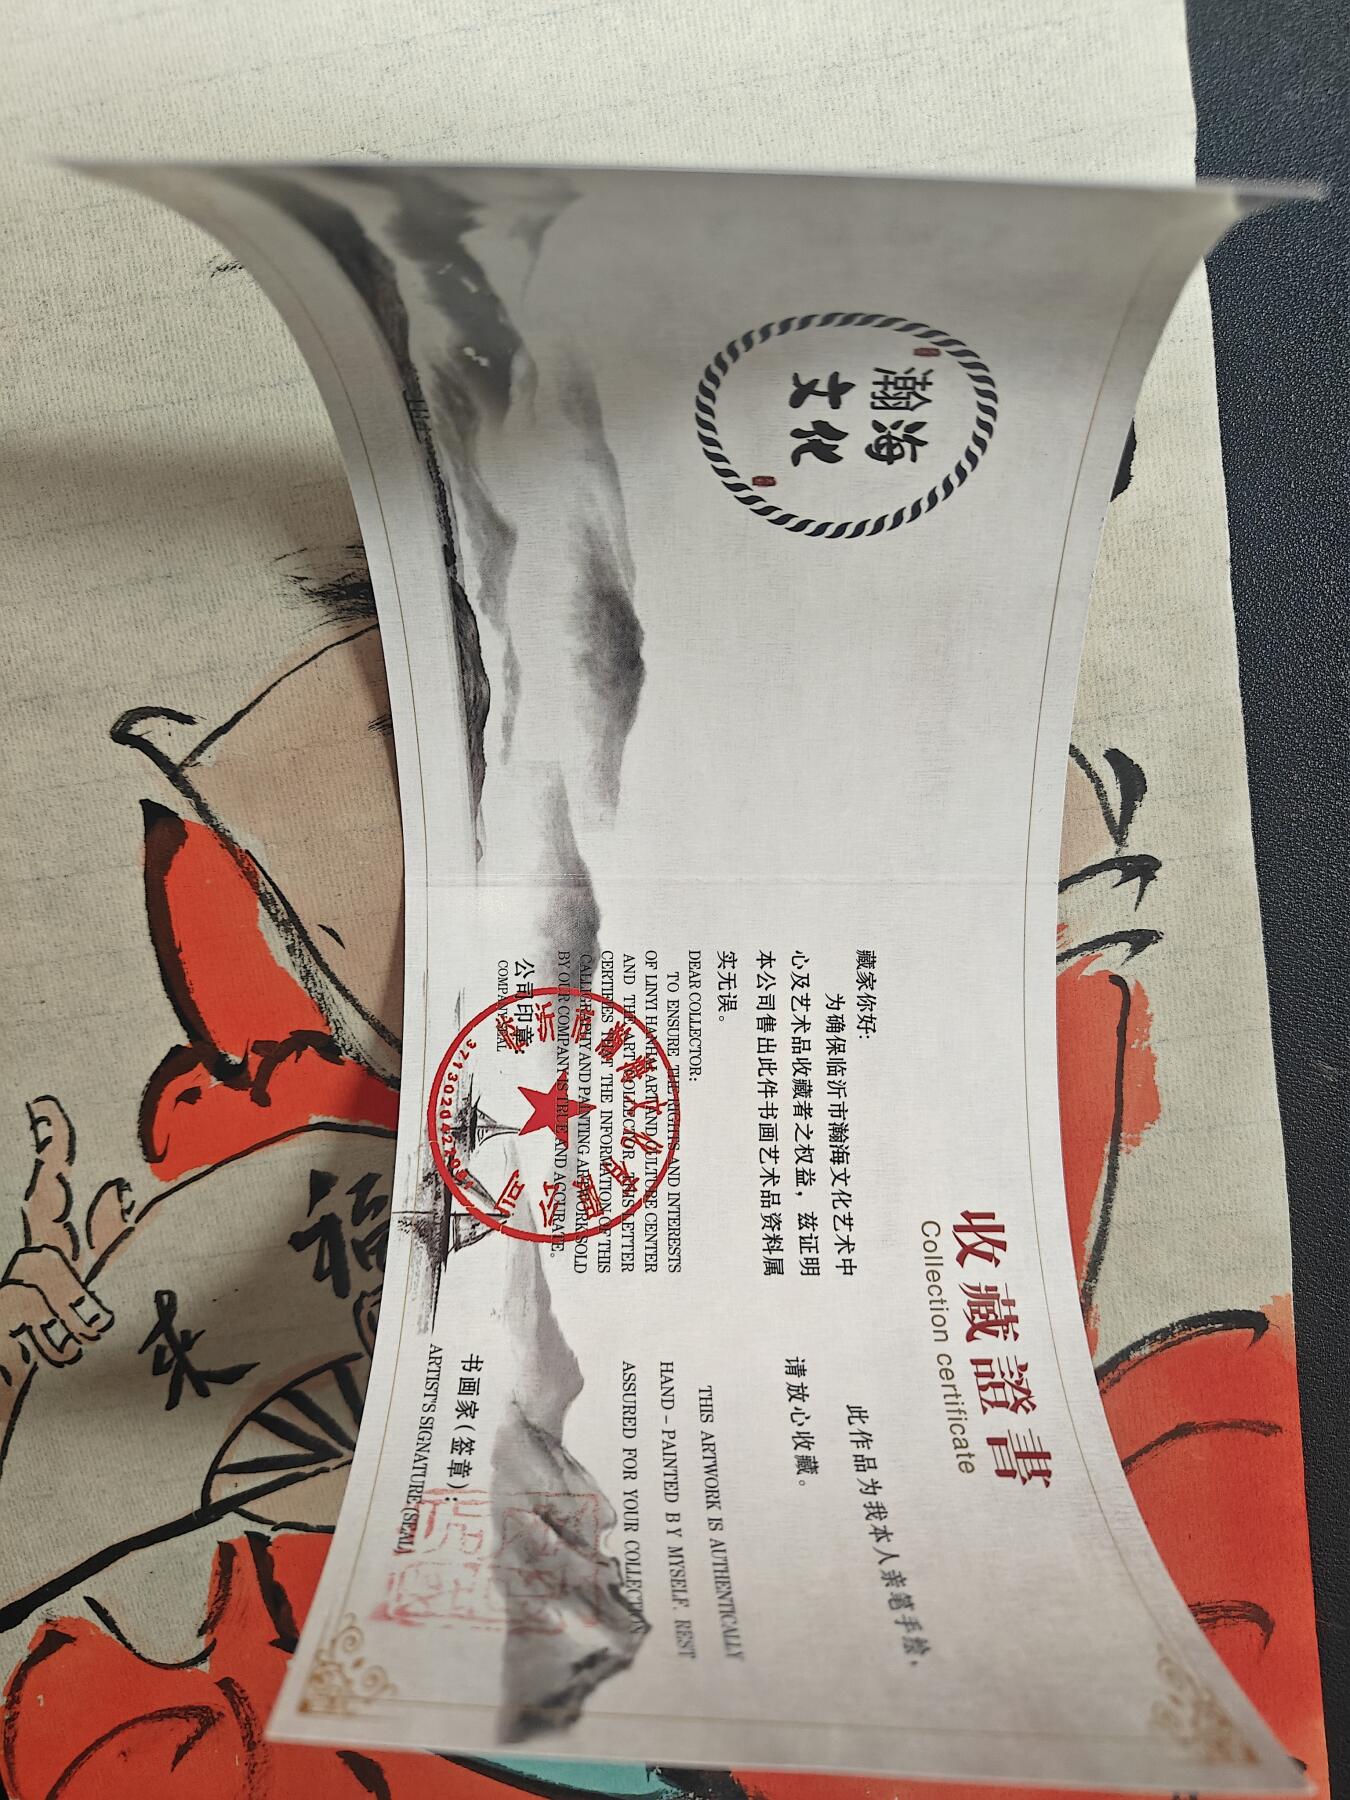 瀚海
文化
收藏證書
Collection certificate
藏家你好:
为确保临沂市瀚海文化艺术中
心及艺术品收藏者之权益，兹证明
本公司售出此件书画艺术品资料属
实无误。
DEAR COLLECTOR:
TO ENSURE THE RIGHTS AND INTERESTS
OF LINYI HANHAI ART AND CULTURE CENTER
AND THE ART COLLECTOR, THIS LETTER
CERTIFIES THAT THE INFORMATION OF THIS
CALLIGRAPHY AND PAINTING ARTWORK SOLD
BY OUR COMPANY IS TRUE AND ACCURATE。
公司印章:
COMPANY SEAL
此作品为我本人亲笔手绘，
请放心收藏。
THIS ARTWORK IS AUTHENTICALLY
HAND – PAINTED BY MYSELF. REST
ASSURED FOR YOUR COLLECTION
书画家(签章):
ARTIST'S SIGNATURE (SEAL)
福
来